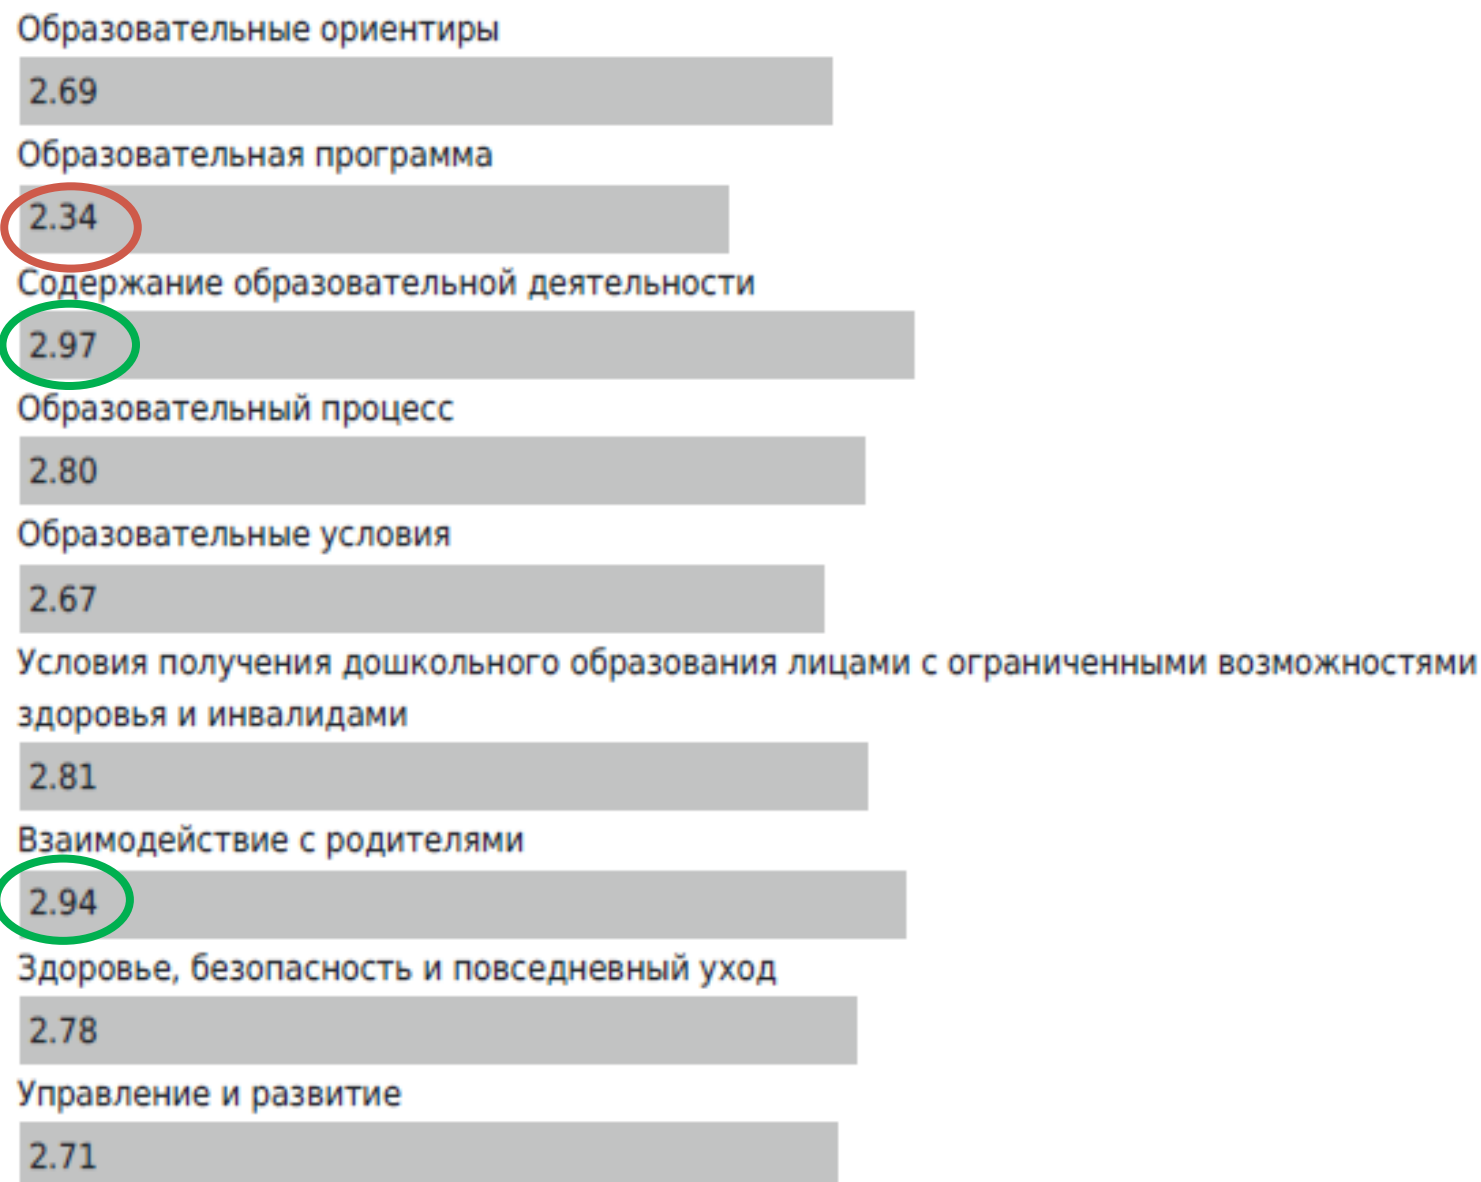 Образовательные ориентиры
2.69
Образовательная программа
2.34
Содержание образовательной деятельности
2.97
Образовательный процесс
2.80
Образовательные условия
2.67
Условия получения дошкольного образования лицами с ограниченными возможностями
здоровья и инвалидами
2.81
Взаимодействие с родителями
2.94
Здоровье, безопасность и повседневный уход
2.78
Управление и развитие
2.71